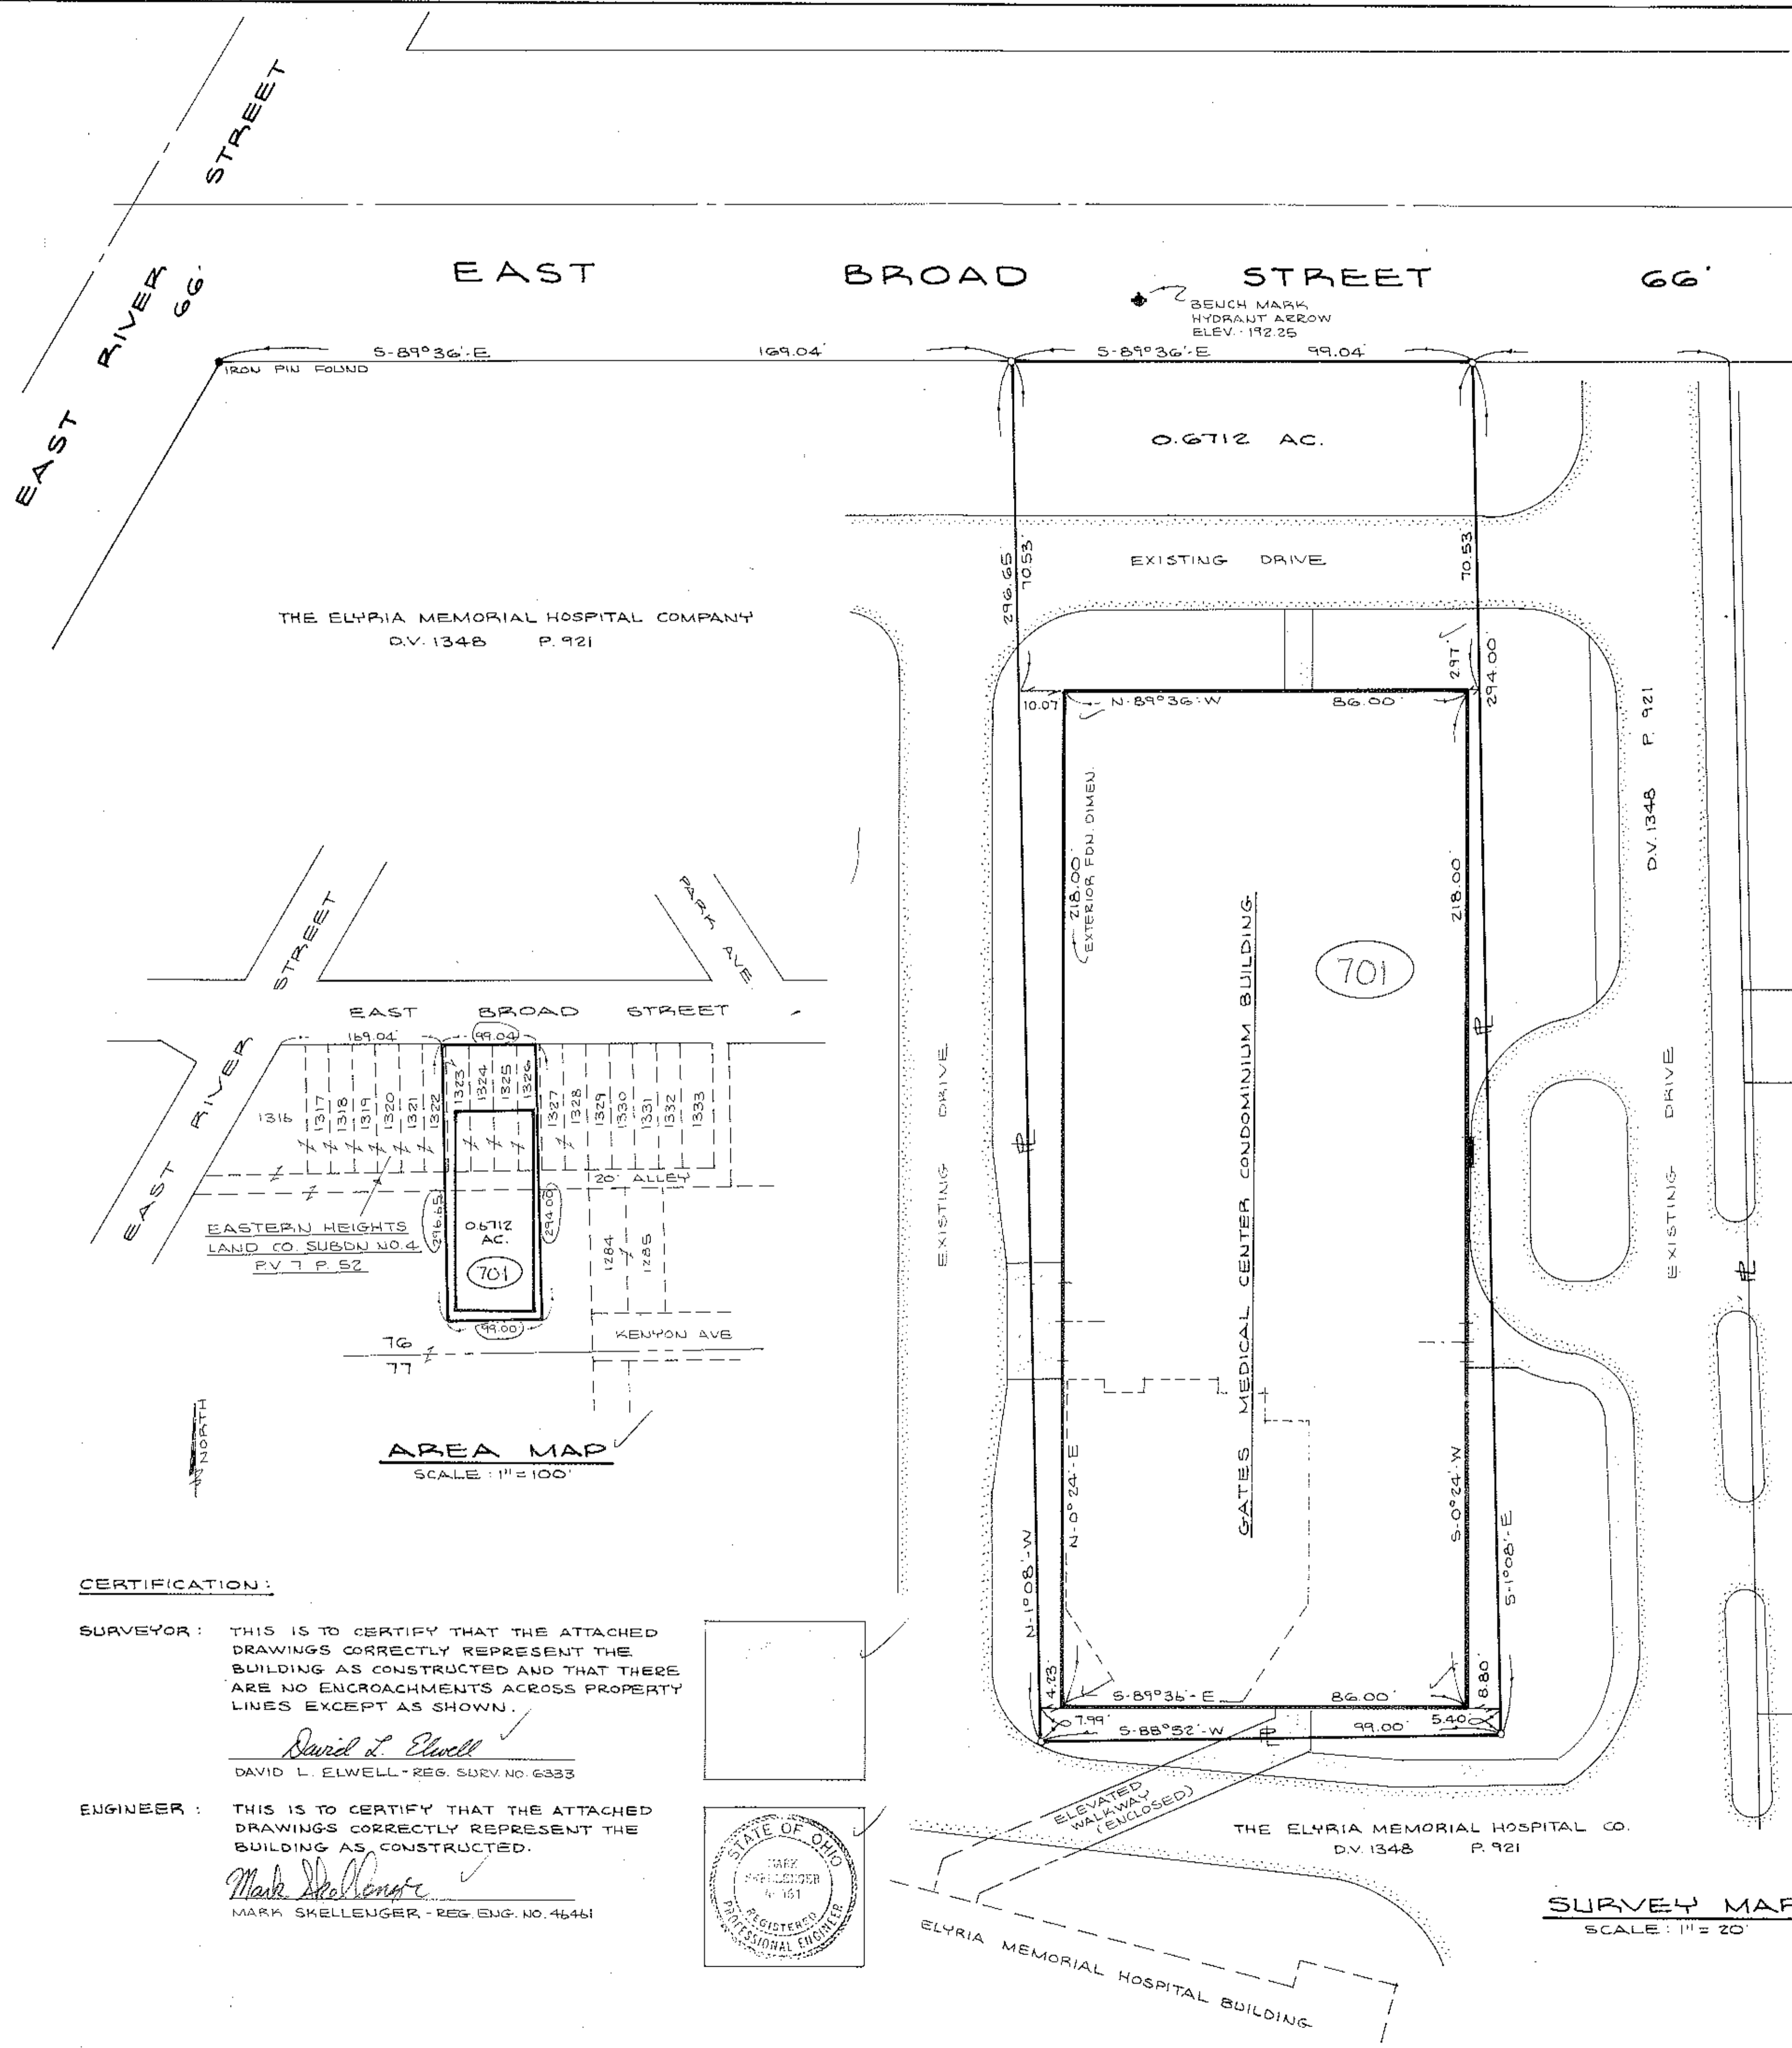 EAST RIVER STREET
66'
EAST BROAD STREET 66'
BENCH MARK
HYDRANT ARROW
ELEV. - 192.25
S-89°36'-E 169.04'
S-89°36'-E 99.04'
IRON PIN FOUND
0.6712 AC.
EXISTING DRIVE
296.65'
70.53'
70.53'
THE ELYRIA MEMORIAL HOSPITAL COMPANY
D.V. 1348 P. 921
2.97'
294.00'
10.07'
N-89°36'-W 86.00'
D.V. 1348 P. 921
218.00'
EXTERIOR FDN. DIMEN.
218.00'
GATES MEDICAL CENTER CONDOMINIUM BUILDING
701
EXISTING DRIVE
EXISTING DRIVE
PL
PL
PL
N-0°24'-E
S-0°24'-W
N-1°08'-W
S-1°08'-E
4.23'
S-89°36'-E 86.00'
8.80'
7.99'
S-88°52'-W PL 99.00'
5.40'
ELEVATED
WALKWAY
(ENCLOSED)
THE ELYRIA MEMORIAL HOSPITAL CO.
D.V. 1348 P. 921
ELYRIA MEMORIAL HOSPITAL BUILDING
SURVEY MAP
SCALE : 1" = 20'
STREET
PARK AVE
EAST BROAD STREET
169.04'
99.04'
EAST RIVER
1316
1317
1318
1319
1320
1321
1322
1323
1324
1325
1326
1327
1328
1329
1330
1331
1332
1333
20' ALLEY
EASTERN HEIGHTS
LAND CO. SUBDN NO. 4
P.V 7 P. 52
296.65'
0.6712
AC.
701
294.00'
1284
1285
99.00'
KENYON AVE
76
77
NORTH
AREA MAP
SCALE : 1" = 100'
CERTIFICATION :
SURVEYOR : THIS IS TO CERTIFY THAT THE ATTACHED
DRAWINGS CORRECTLY REPRESENT THE
BUILDING AS CONSTRUCTED AND THAT THERE
ARE NO ENCROACHMENTS ACROSS PROPERTY
LINES EXCEPT AS SHOWN.
David L. Elwell
DAVID L. ELWELL - REG. SURV. NO. 6333
ENGINEER : THIS IS TO CERTIFY THAT THE ATTACHED
DRAWINGS CORRECTLY REPRESENT THE
BUILDING AS CONSTRUCTED.
Mark Skellenger
MARK SKELLENGER - REG. ENG. NO. 46461
STATE OF OHIO
MARK
SKELLENGER
REGISTERED
PROFESSIONAL ENGINEER